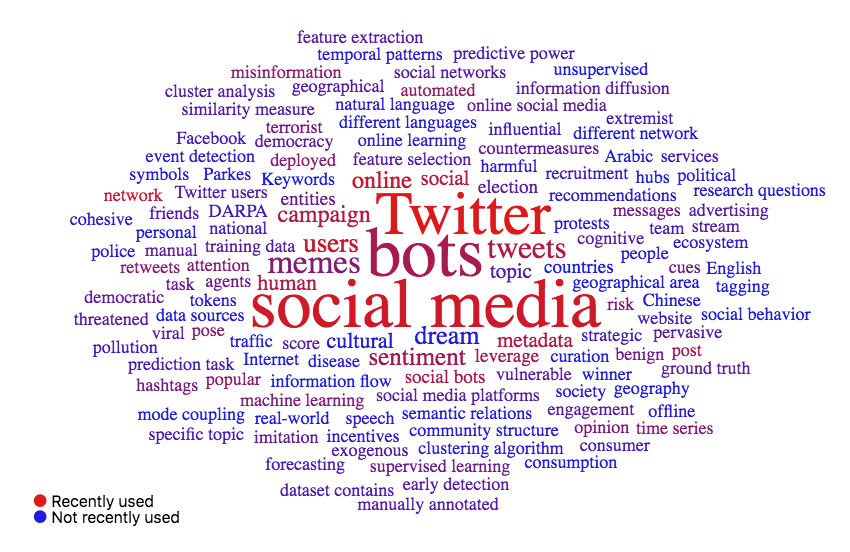 feature extraction
temporal patterns predictive power
misinformation social networks unsupervised
cluster analysis geographical automated information diffusion
similarity measure natural language online social media
terrorist different languages influential extremist
Facebook democracy online learning countermeasures different network
event detection deployed feature selection harmful Arabic services
symbols Parkes Keywords online social election recruitment hubs political
network Twitter users entities recommendations research questions
cohesive friends DARPA campaign Twitter protests messages advertising
personal national team stream
police manual training data users bots tweets cognitive people ecosystem
retweets attention memes topic countries cues English
task agents human geographical area tagging
democratic tokens social media risk Chinese
threatened data sources website social behavior
viral pose traffic score cultural dream metadata strategic pervasive
pollution
prediction task Internet disease sentiment leverage curation benign post
hashtags popular information flow social bots vulnerable winner ground truth
machine learning social media platforms society geography
mode coupling real-world speech semantic relations engagement offline
specific topic imitation incentives community structure opinion time series
exogenous clustering algorithm consumer
forecasting supervised learning consumption
dataset contains early detection
manually annotated
Recently used
Not recently used